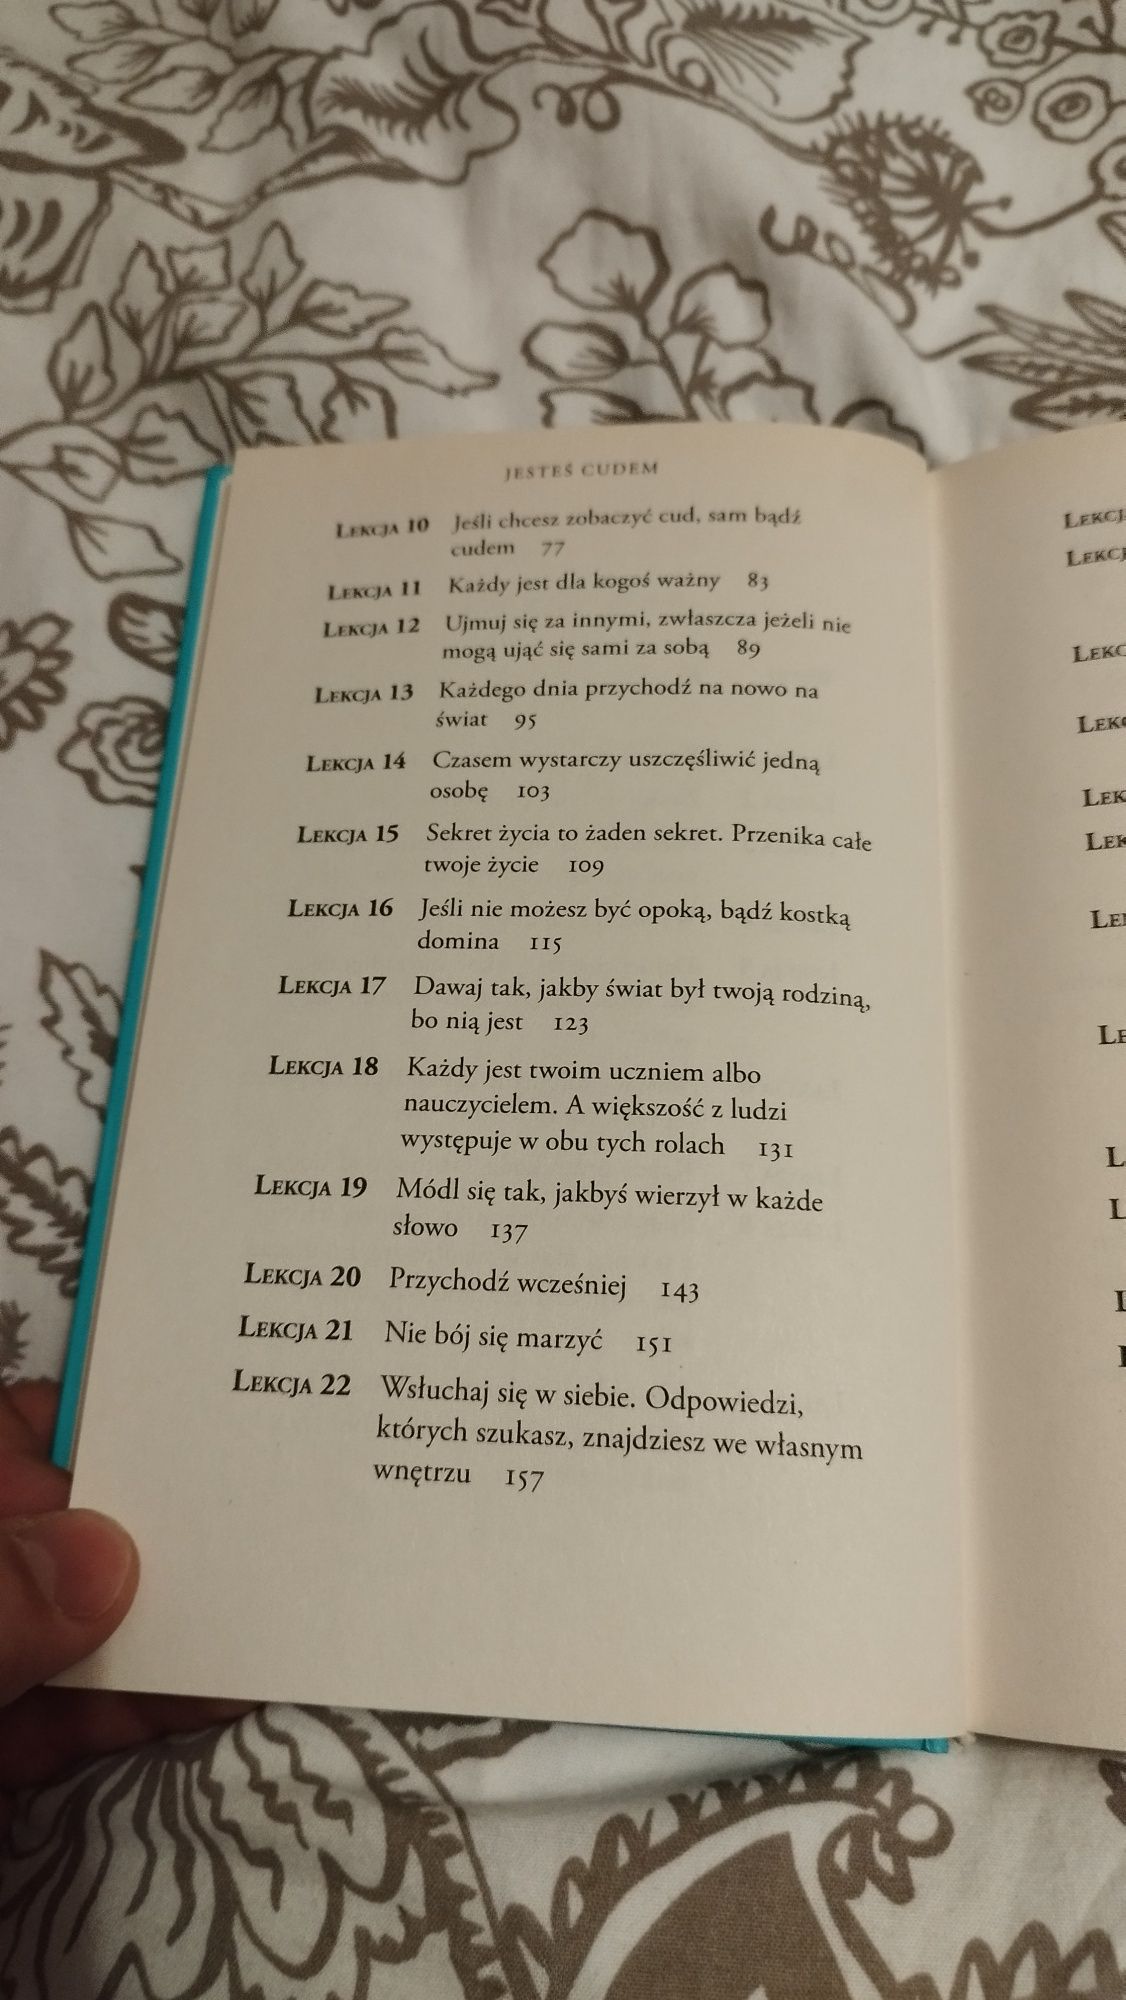 JESTEŚ CUDEM
LEKCJA 10 Jeśli chcesz zobaczyć cud, sam bądź
cudem 77
LEKCJA 11 Każdy jest dla kogoś ważny 83
LEKCJA 12 Ujmuj się za innymi, zwłaszcza jeżeli nie
mogą ująć się sami za sobą 89
LEKCJA 13 Każdego dnia przychodź na nowo na
świat 95
LEKCJA 14 Czasem wystarczy uszczęśliwić jedną
osobę 103
LEKCJA 15 Sekret życia to żaden sekret. Przenika całe
twoje życie 109
LEKCJA 16 Jeśli nie możesz być opoką, bądź kostką
domina 115
LEKCJA 17 Dawaj tak, jakby świat był twoją rodziną,
bo nią jest 123
LEKCJA 18 Każdy jest twoim uczniem albo
nauczycielem. A większość z ludzi
występuje w obu tych rolach 131
LEKCJA 19 Módl się tak, jakbyś wierzył w każde
słowo 137
LEKCJA 20 Przychodź wcześniej 143
LEKCJA 21 Nie bój się marzyć 151
LEKCJA 22 Wsłuchaj się w siebie. Odpowiedzi,
których szukasz, znajdziesz we własnym
wnętrzu 157